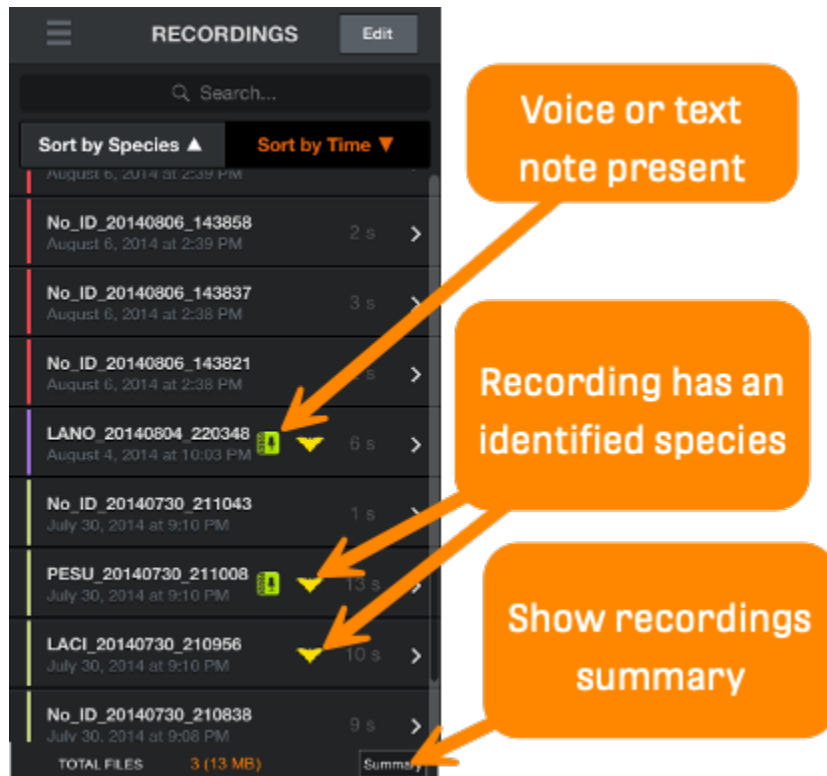 RECORDINGS
Edit
Search...
Sort by Species ▲
Sort by Time ▼
August 6, 2014 at 2:39 PM
No_ID_20140806_143858
2 s
August 6, 2014 at 2:39 PM
No_ID_20140806_143837
3 s
August 6, 2014 at 2:38 PM
No_ID_20140806_143821
s
August 6, 2014 at 2:38 PM
LANO_20140804_220348
6 s
August 4, 2014 at 10:03 PM
No_ID_20140730_211043
1 s
July 30, 2014 at 9:10 PM
PESU_20140730_211008
13 s
July 30, 2014 at 9:10 PM
LACI_20140730_210956
10 s
July 30, 2014 at 9:10 PM
No_ID_20140730_210838
9 s
July 30, 2014 at 9:08 PM
TOTAL FILES
3 (13 MB)
Summary
Voice or text
note present
Recording has an
identified species
Show recordings
summary